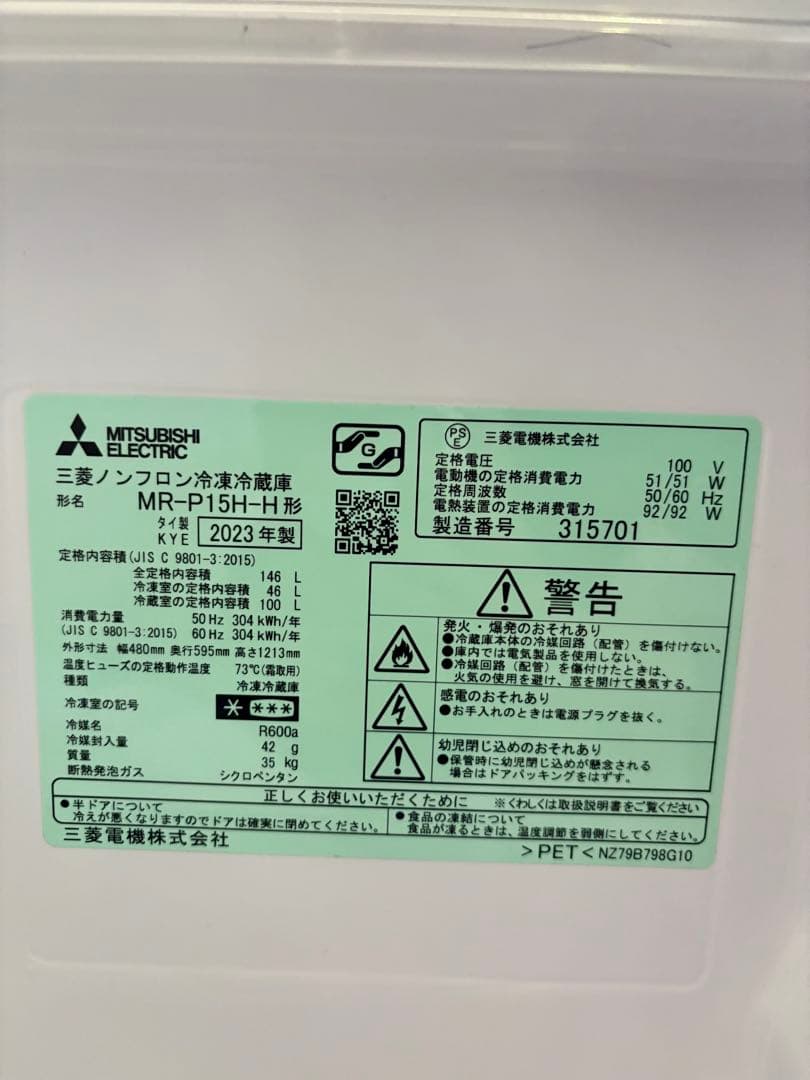 MITSUBISHI
ELECTRIC
三菱ノンフロン冷凍冷蔵庫
形名 MR-P15H-H形
タイ製
KYE 2023年製
定格内容積(JIS C 9801-3:2015)
全定格内容積 146 L
冷凍室の定格内容積 46 L
冷蔵室の定格内容積 100 L
消費電力量 50Hz 304kWh/年
(JIS C 9801-3:2015) 60Hz 304kWh/年
外形寸法 幅480mm 奥行595mm 高さ1213mm
温度ヒューズの定格動作温度 73℃(霜取用)
種類 冷凍冷蔵庫
冷凍室の記号
冷媒名 R600a
冷媒封入量 42 g
質量 35 kg
断熱発泡ガス シクロペンタン
G
PSE 三菱電機株式会社
定格電圧 100 V
電動機の定格消費電力 51/51 W
定格周波数 50/60 Hz
電熱装置の定格消費電力 92/92 W
製造番号 315701
警告
発火・爆発のおそれあり
●冷蔵庫本体の冷媒回路(配管)を傷付けない。
●庫内では電気製品を使用しない。
●冷媒回路(配管)を傷付けたときは、
火気の使用を避け、窓を開けて換気する。
感電のおそれあり
●お手入れのときは電源プラグを抜く。
幼児閉じ込めのおそれあり
●保管時に幼児閉じ込めが懸念される
場合はドアパッキングをはずす。
正しくお使いいただくために ※くわしくは取扱説明書をご覧ください
●半ドアについて
冷えが悪くなりますのでドアは確実に閉めてください。
●食品の凍結について
食品が凍るときは、温度調節を弱側にしてください。
三菱電機株式会社
>PET< NZ79B798G10